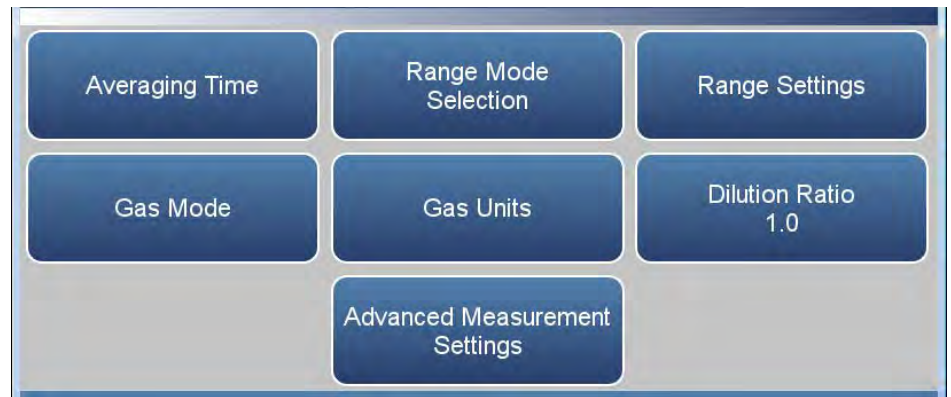 Averaging Time
Range Mode
Selection
Range Settings
Gas Mode
Gas Units
Dilution Ratio
1.0
Advanced Measurement
Settings